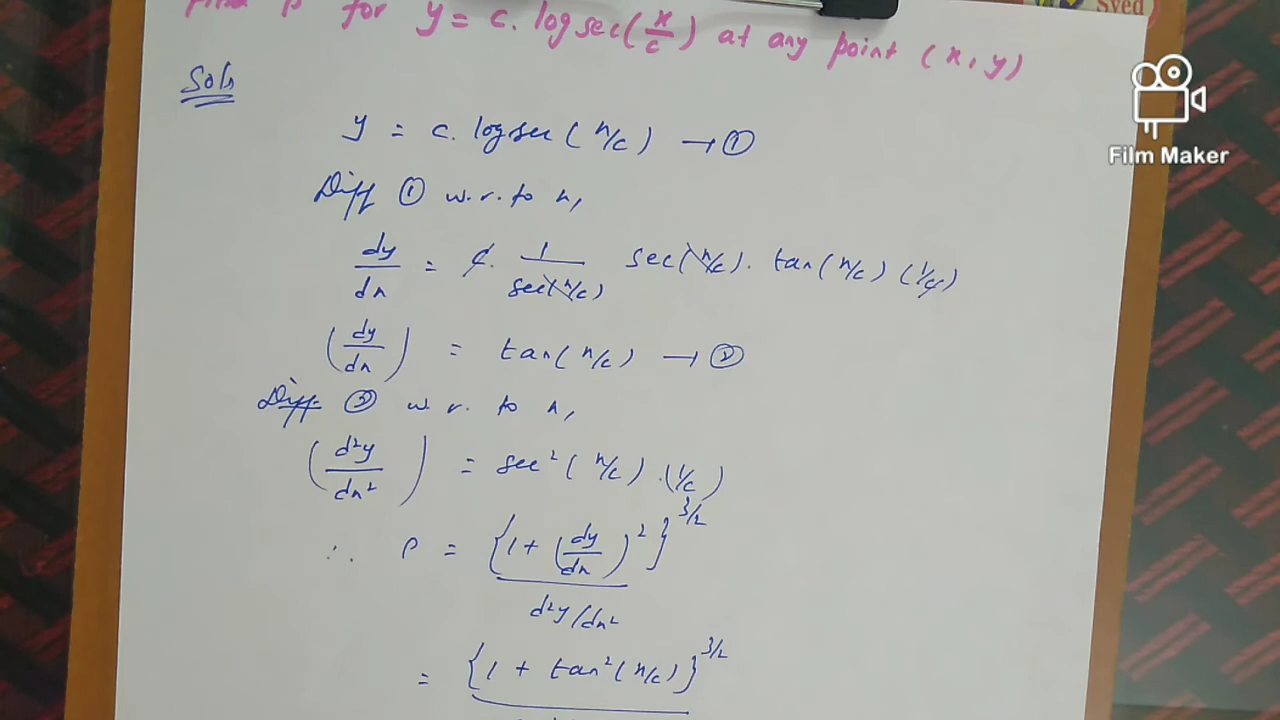 Find ρ for y = c. log sec(x/c) at any point (x, y)
Soln
y = c. log sec (x/c) → ①
Diff ① w.r.to x,
dy/dx = c. 1/sec(x/c) sec(x/c). tan(x/c) (1/c)
(dy/dx) = tan(x/c) → ②
Diff ② w r. to x,
(d²y/dx²) = sec² (x/c) .(1/c)
∴ ρ = {1 + (dy/dx)²}^3/2 / d²y/dx²
= {1 + tan²(x/c)}^3/2
Syed
Film Maker